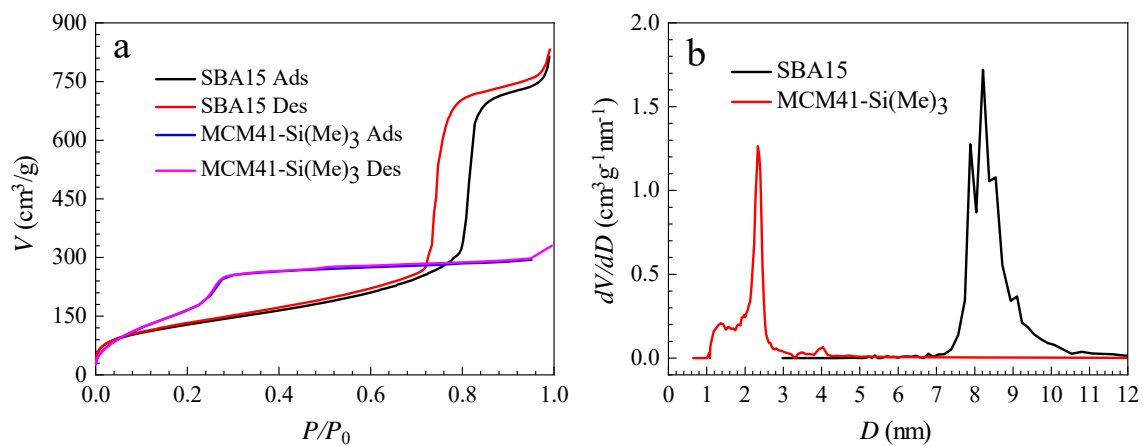 a
SBA15 Ads
SBA15 Des
MCM41-Si(Me)3 Ads
MCM41-Si(Me)3 Des
V (cm3/g)
900
750
600
450
300
150
0
0.0 0.2 0.4 0.6 0.8 1.0
P/P0
b
SBA15
MCM41-Si(Me)3
dV/dD (cm3g-1nm-1)
2.0
1.5
1.0
0.5
0.0
0 1 2 3 4 5 6 7 8 9 10 11 12
D (nm)